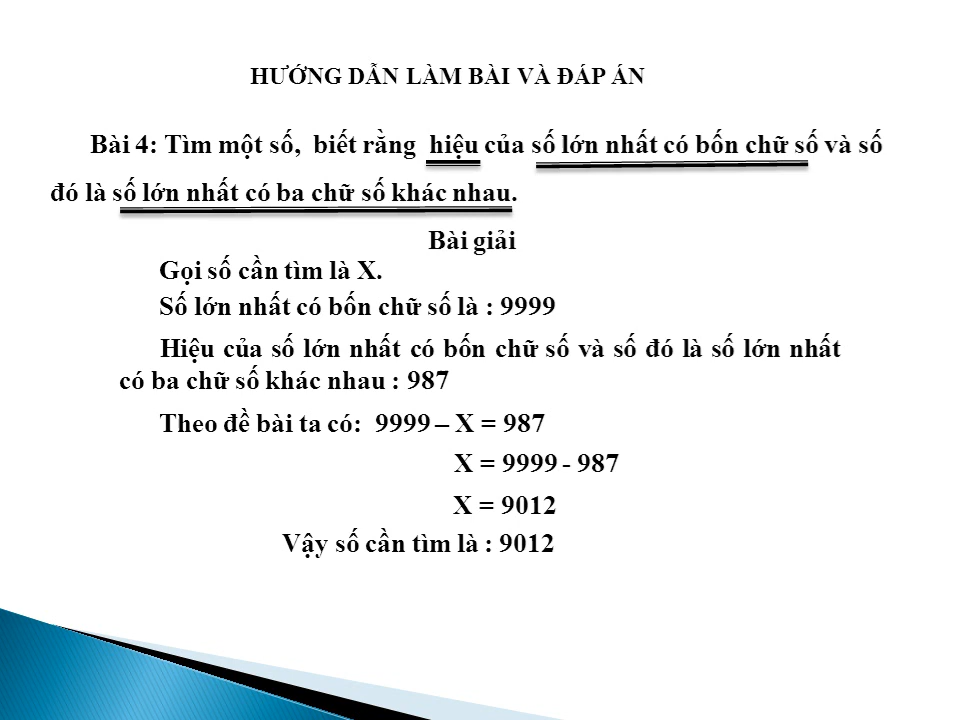 HƯỚNG DẪN LÀM BÀI VÀ ĐÁP ÁN
Bài 4: Tìm một số, biết rằng hiệu của số lớn nhất có bốn chữ số và số
đó là số lớn nhất có ba chữ số khác nhau.
Bài giải
Gọi số cần tìm là X.
Số lớn nhất có bốn chữ số là : 9999
Hiệu của số lớn nhất có bốn chữ số và số đó là số lớn nhất
có ba chữ số khác nhau : 987
Theo đề bài ta có: 9999 – X = 987
X = 9999 - 987
X = 9012
Vậy số cần tìm là : 9012